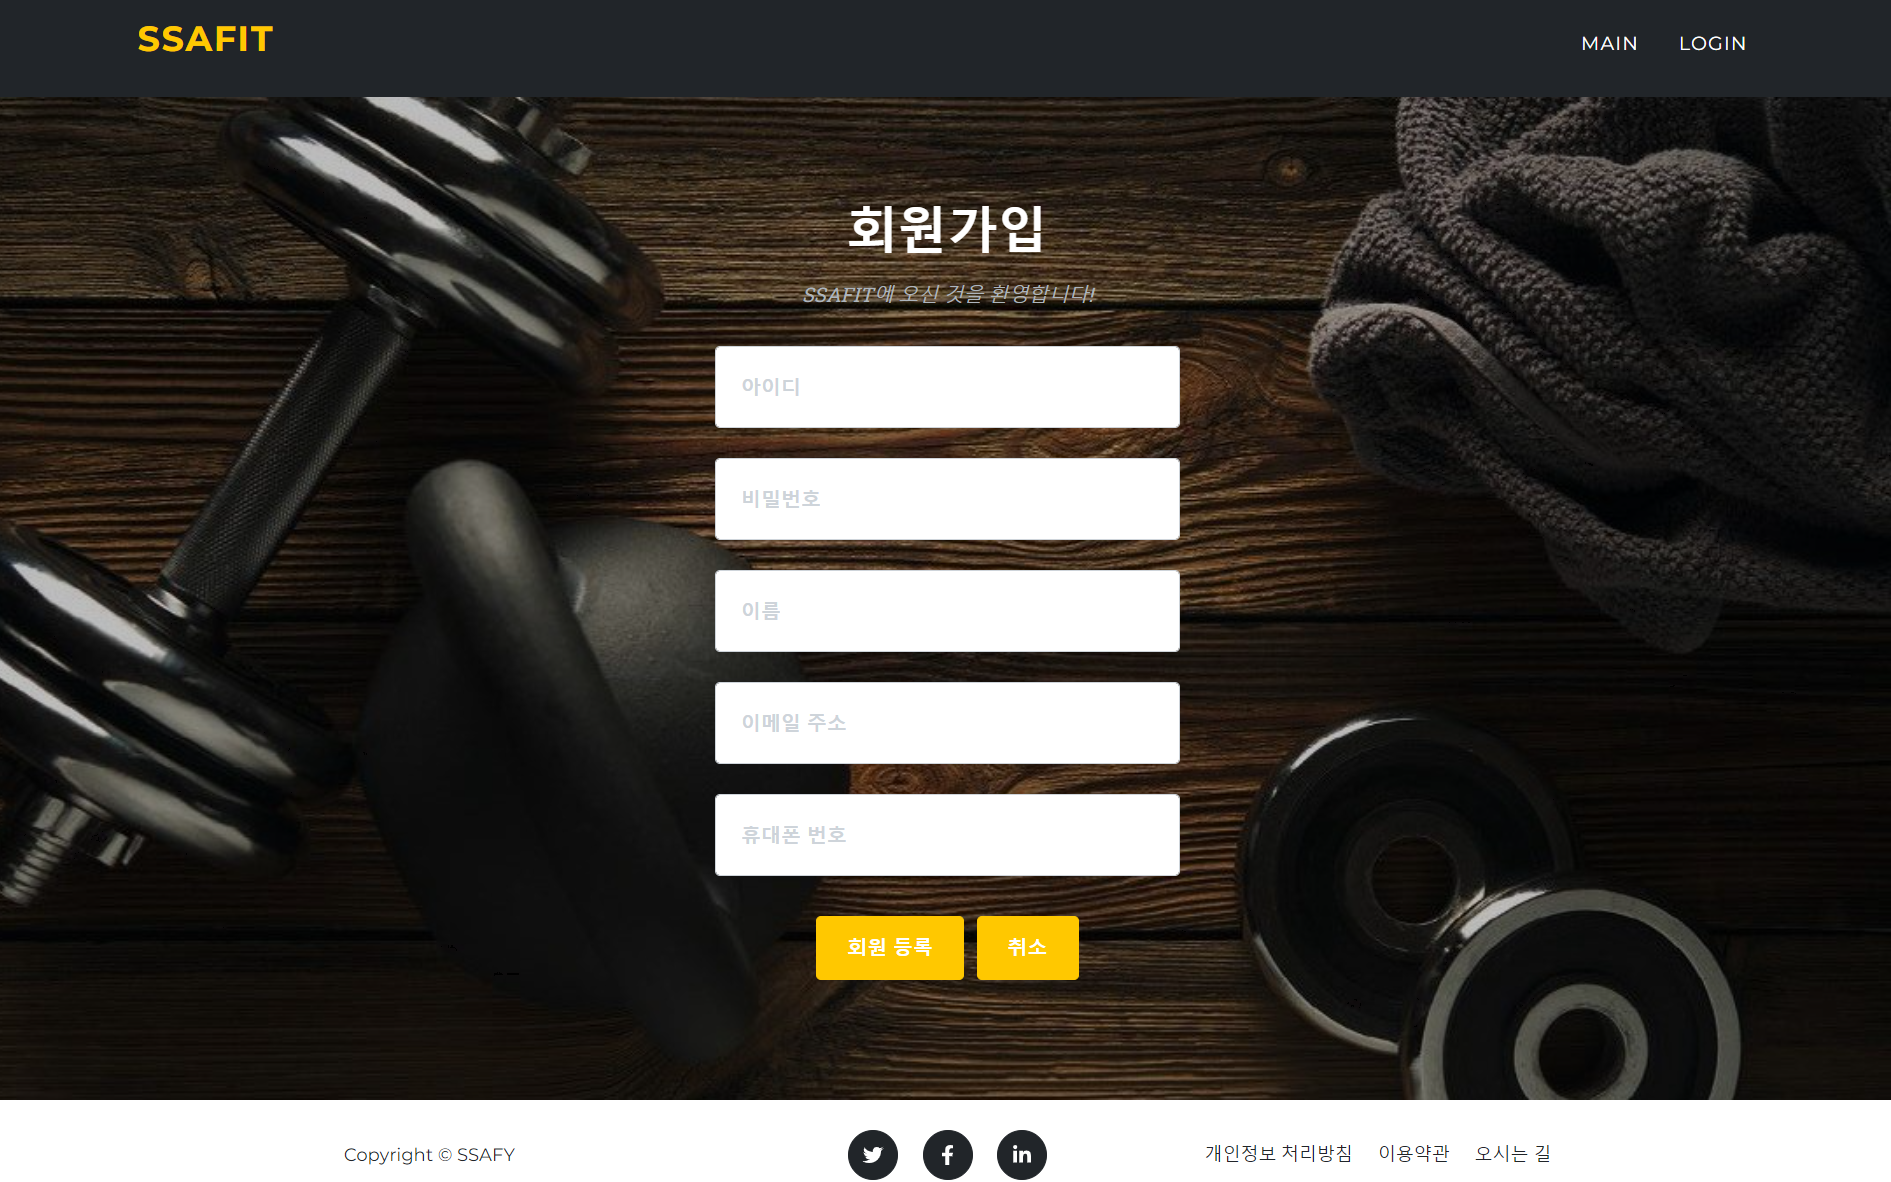 SSAFIT
MAIN LOGIN
회원가입
SSAFIT에 오신 것을 환영합니다!
아이디
비밀번호
이름
이메일 주소
휴대폰 번호
회원 등록 취소
Copyright © SSAFY
개인정보 처리방침 이용약관 오시는 길